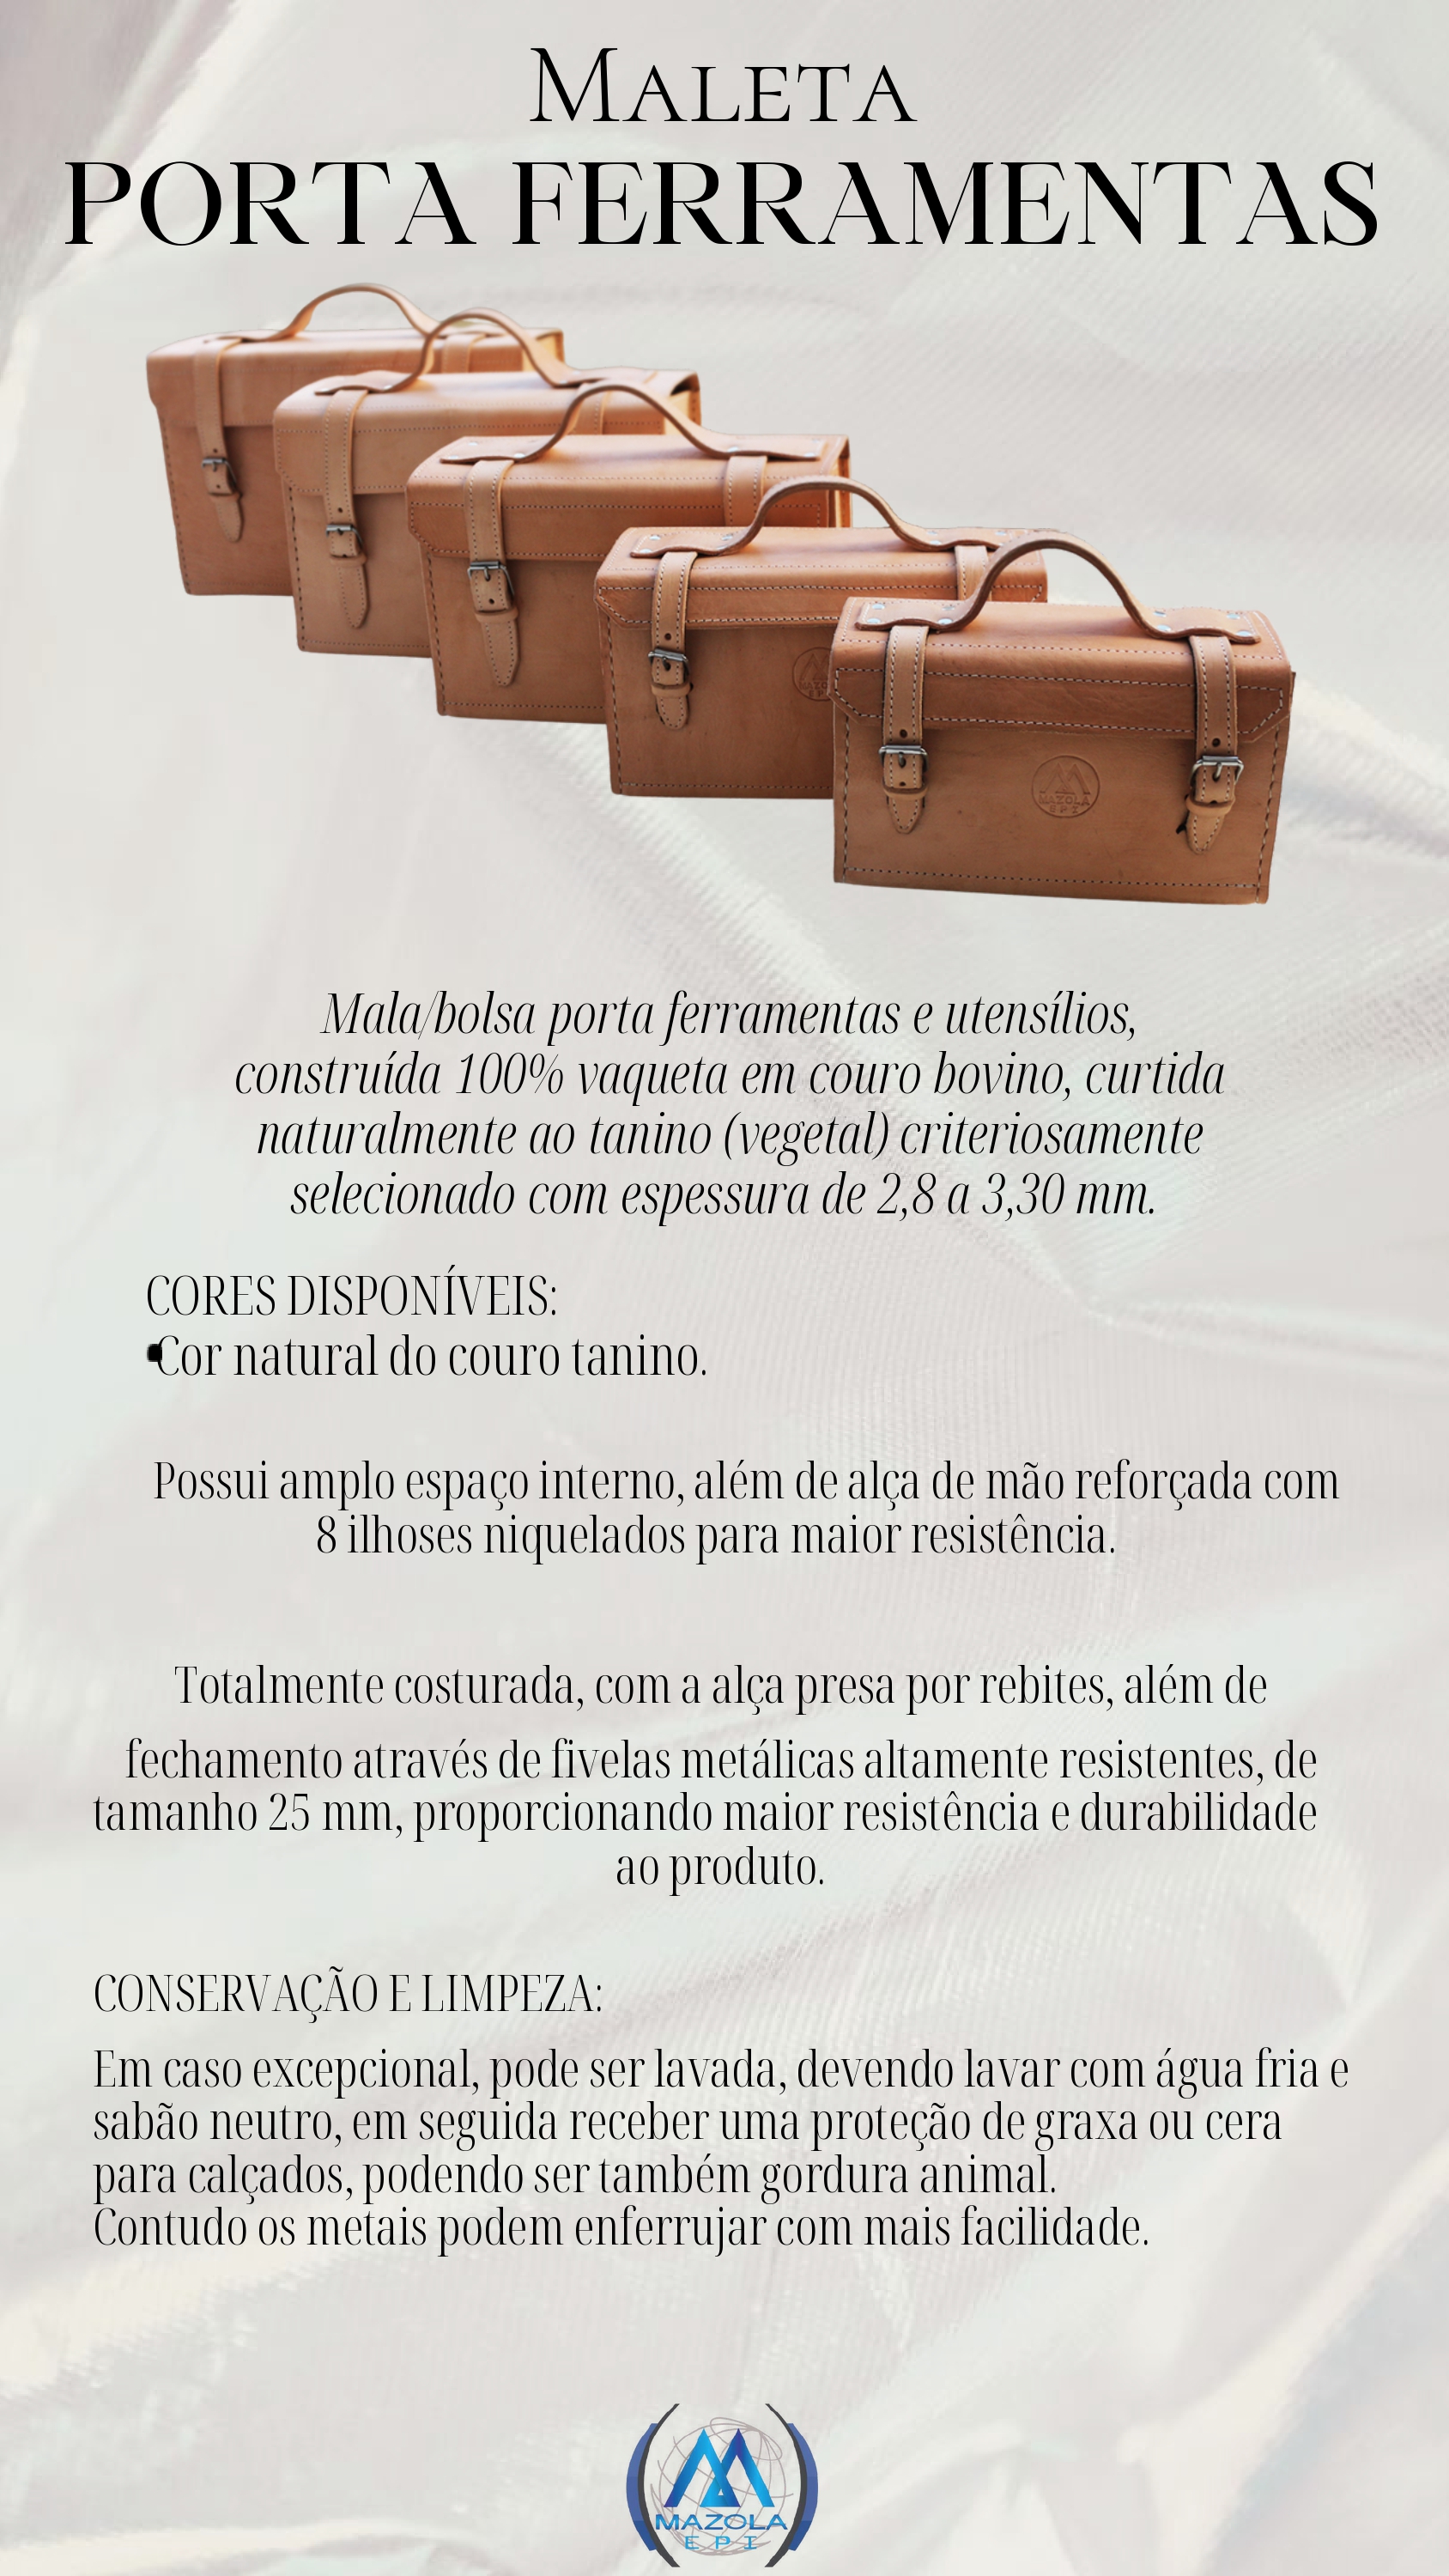 MALETA
PORTA FERRAMENTAS
MAZOLA
EPI
Mala/bolsa porta ferramentas e utensílios,
construída 100% vaqueta em couro bovino, curtida
naturalmente ao tanino (vegetal) criteriosamente
selecionado com espessura de 2,8 a 3,30 mm.
CORES DISPONÍVEIS:
•Cor natural do couro tanino.
Possui amplo espaço interno, além de alça de mão reforçada com
8 ilhoses niquelados para maior resistência.
Totalmente costurada, com a alça presa por rebites, além de
fechamento através de fivelas metálicas altamente resistentes, de
tamanho 25 mm, proporcionando maior resistência e durabilidade
ao produto.
CONSERVAÇÃO E LIMPEZA:
Em caso excepcional, pode ser lavada, devendo lavar com água fria e
sabão neutro, em seguida receber uma proteção de graxa ou cera
para calçados, podendo ser também gordura animal.
Contudo os metais podem enferrujar com mais facilidade.
MAZOLA
EPI